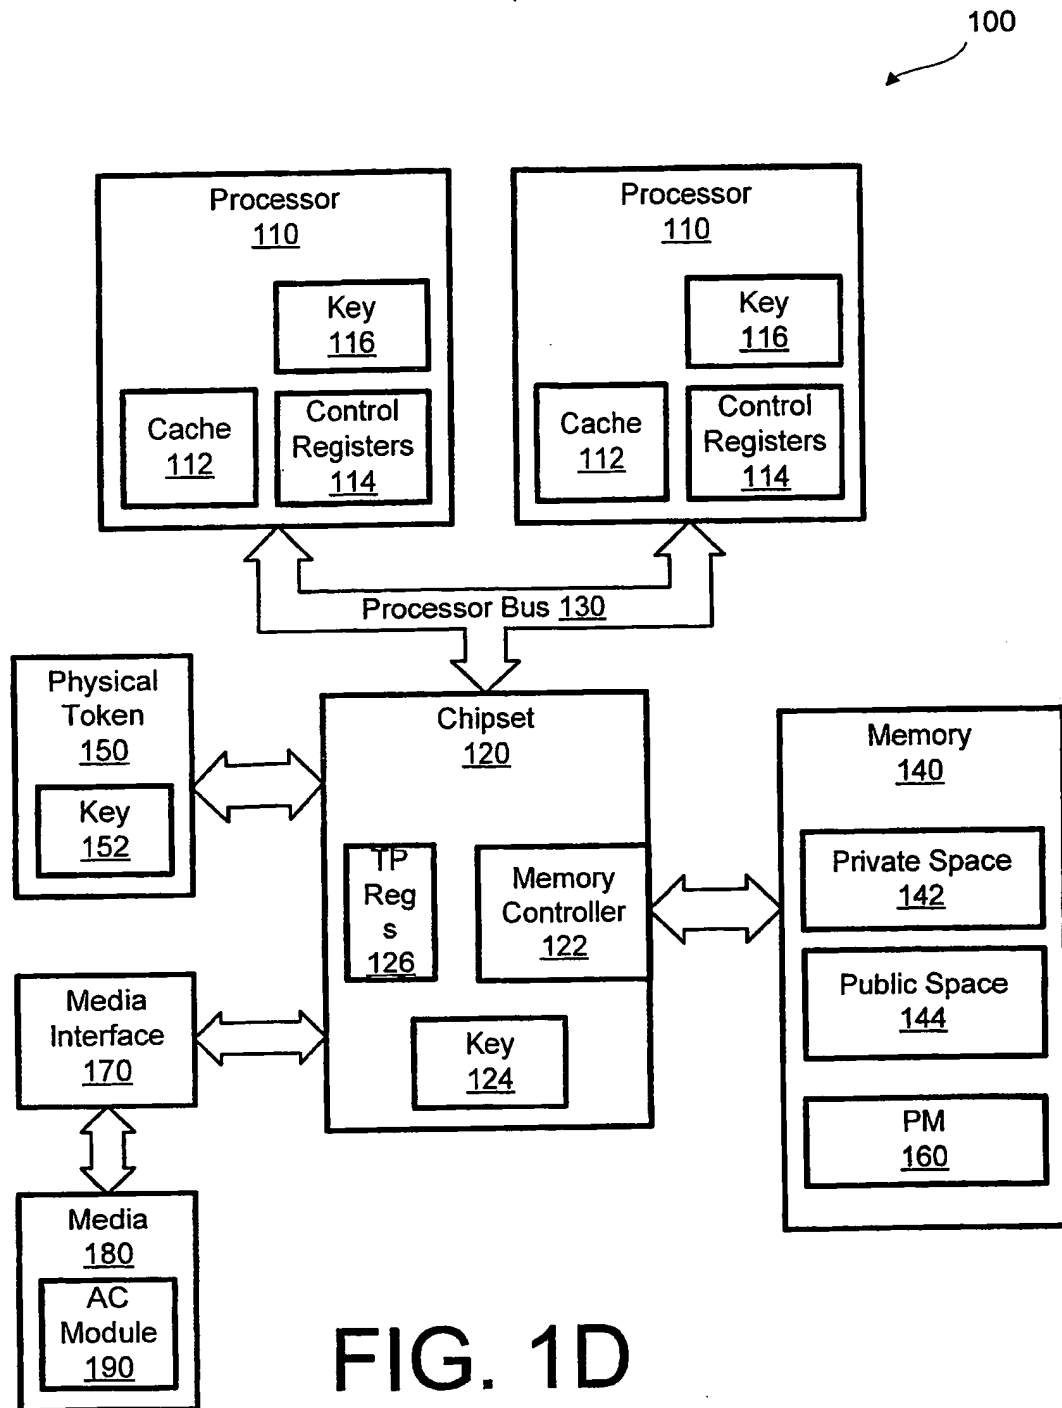 100
Processor
110
Key
116
Cache
112
Control
Registers
114
Processor
110
Key
116
Cache
112
Control
Registers
114
Processor Bus 130
Physical
Token
150
Key
152
Chipset
120
TP
Reg
s
126
Memory
Controller
122
Key
124
Memory
140
Private Space
142
Public Space
144
PM
160
Media
Interface
170
Media
180
AC
Module
190
FIG. 1D